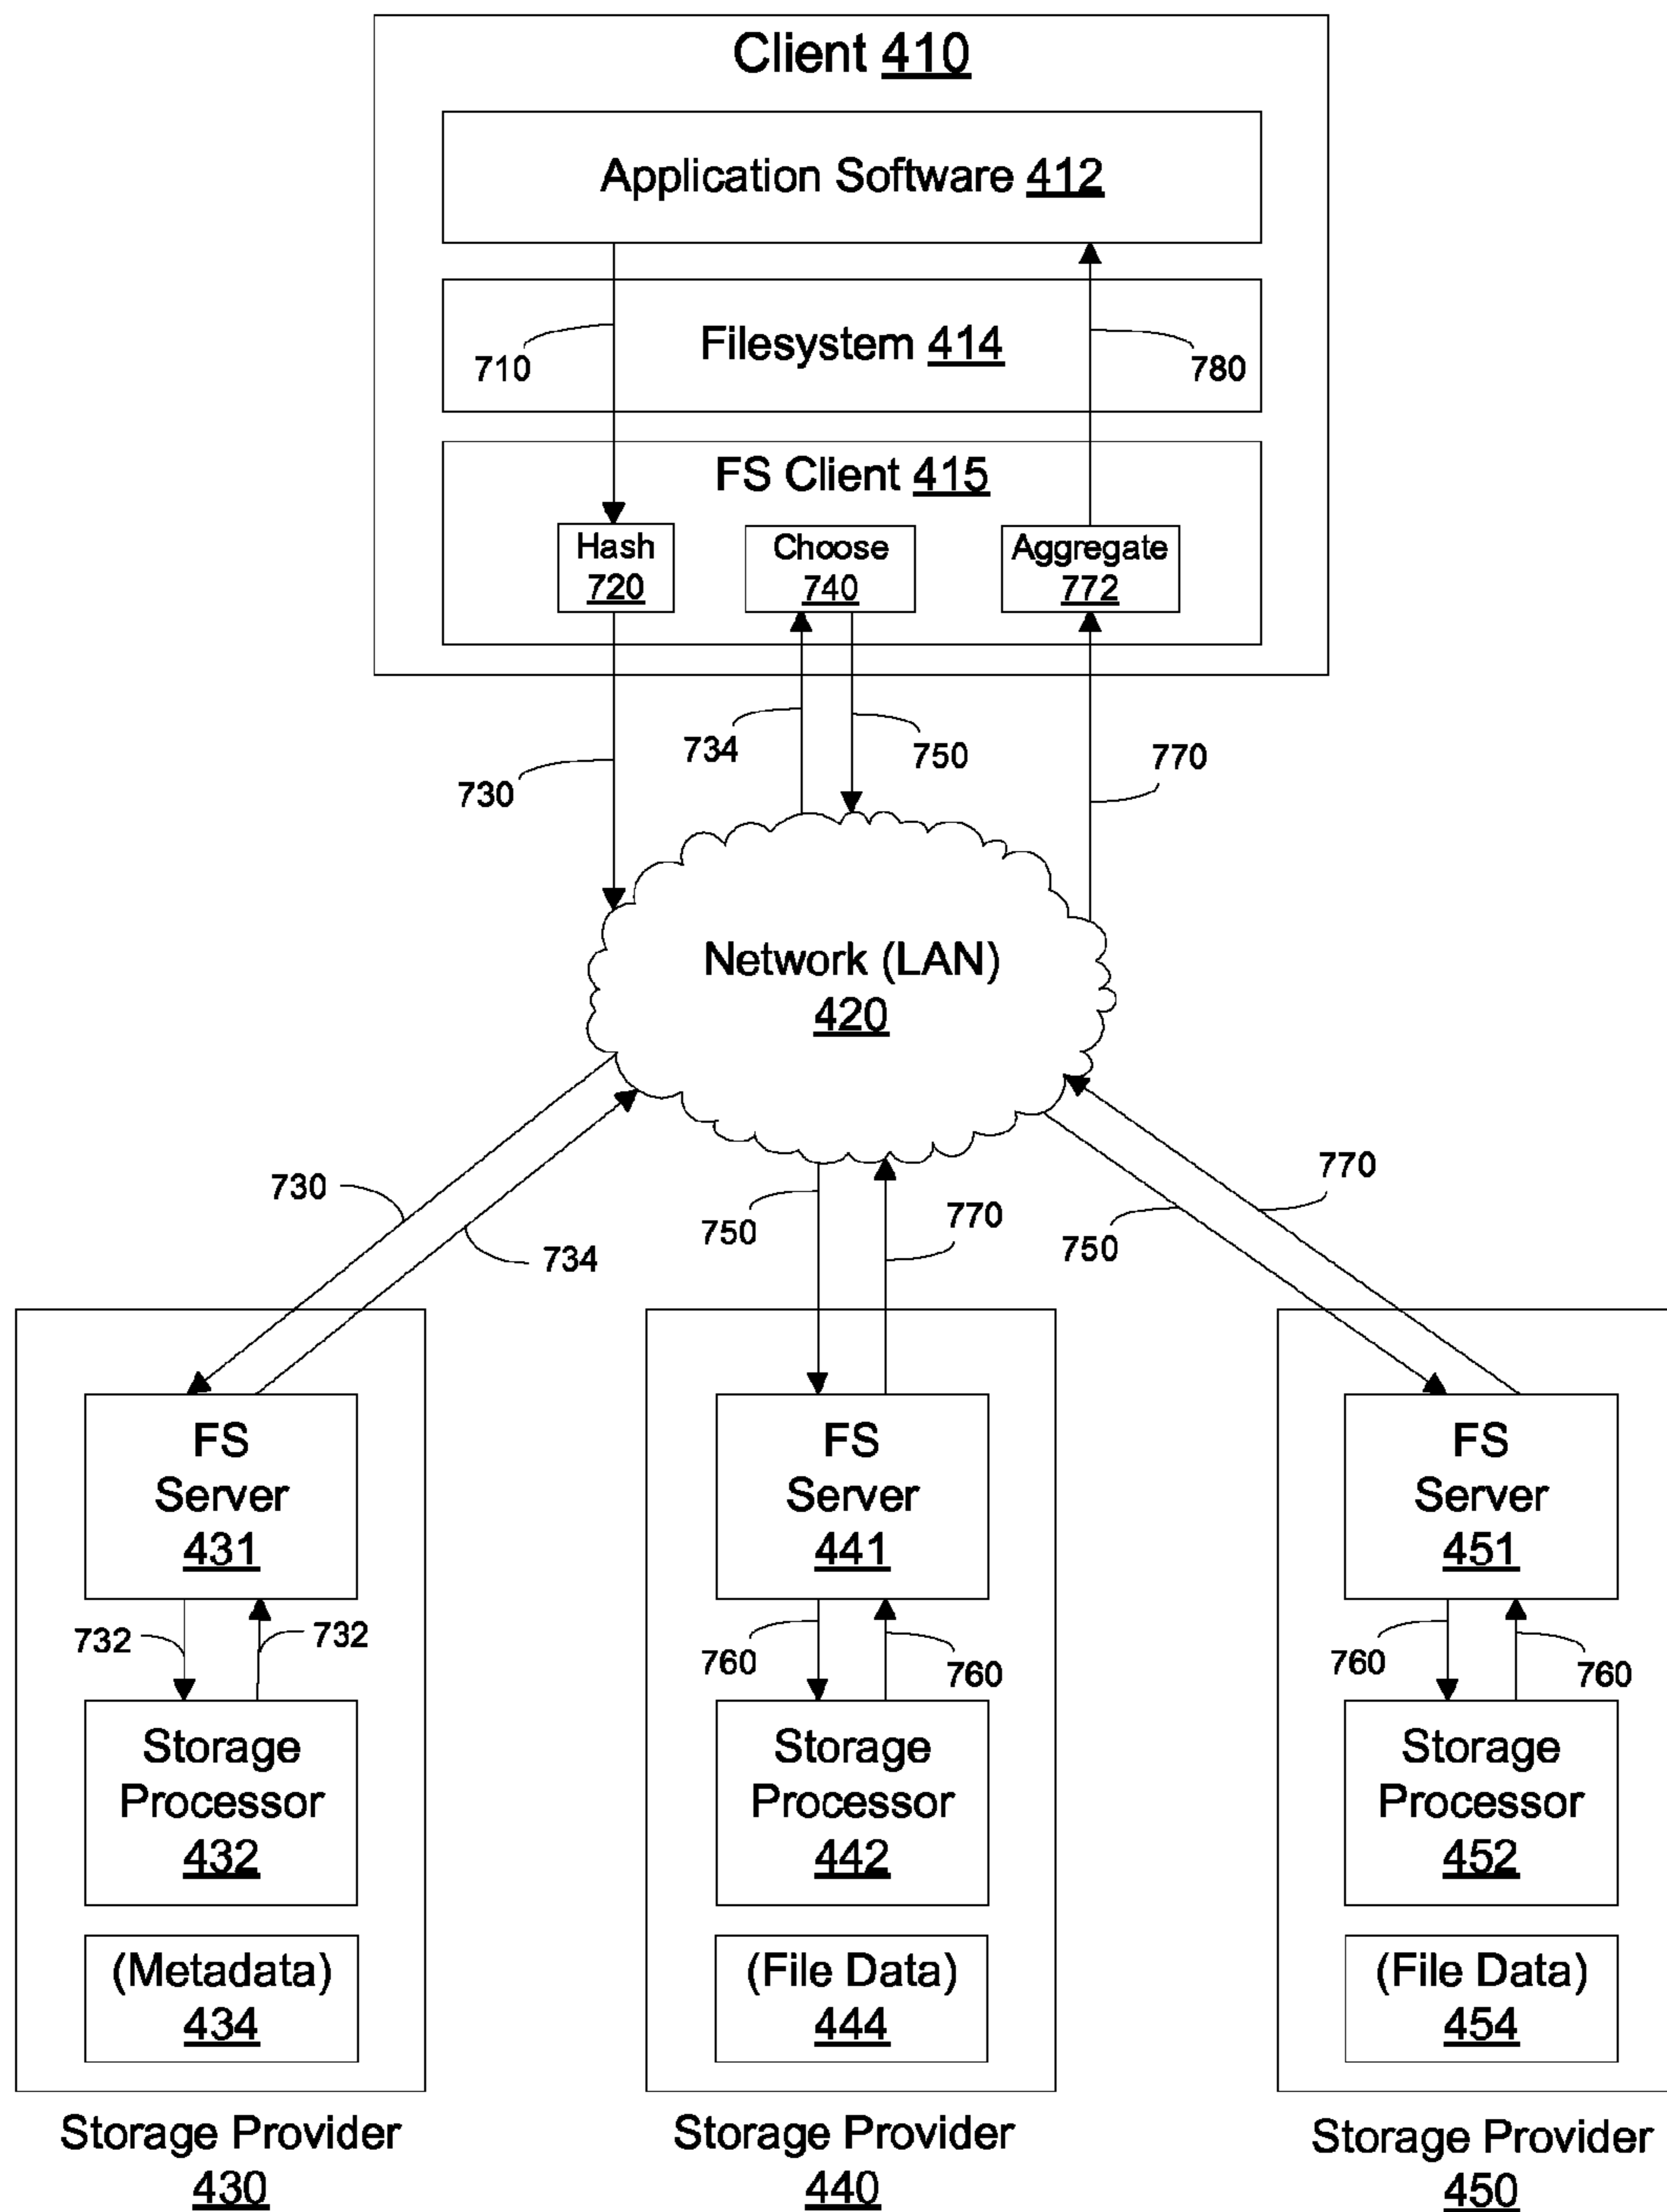 Client 410
Application Software 412
Filesystem 414
710
780
FS Client 415
Hash
720
Choose
740
Aggregate
772
734
750
770
730
Network (LAN)
420
730
734
750
770
750
770
FS
Server
431
FS
Server
441
FS
Server
451
732
732
760
760
760
760
Storage
Processor
432
Storage
Processor
442
Storage
Processor
452
(Metadata)
434
(File Data)
444
(File Data)
454
Storage Provider
430
Storage Provider
440
Storage Provider
450